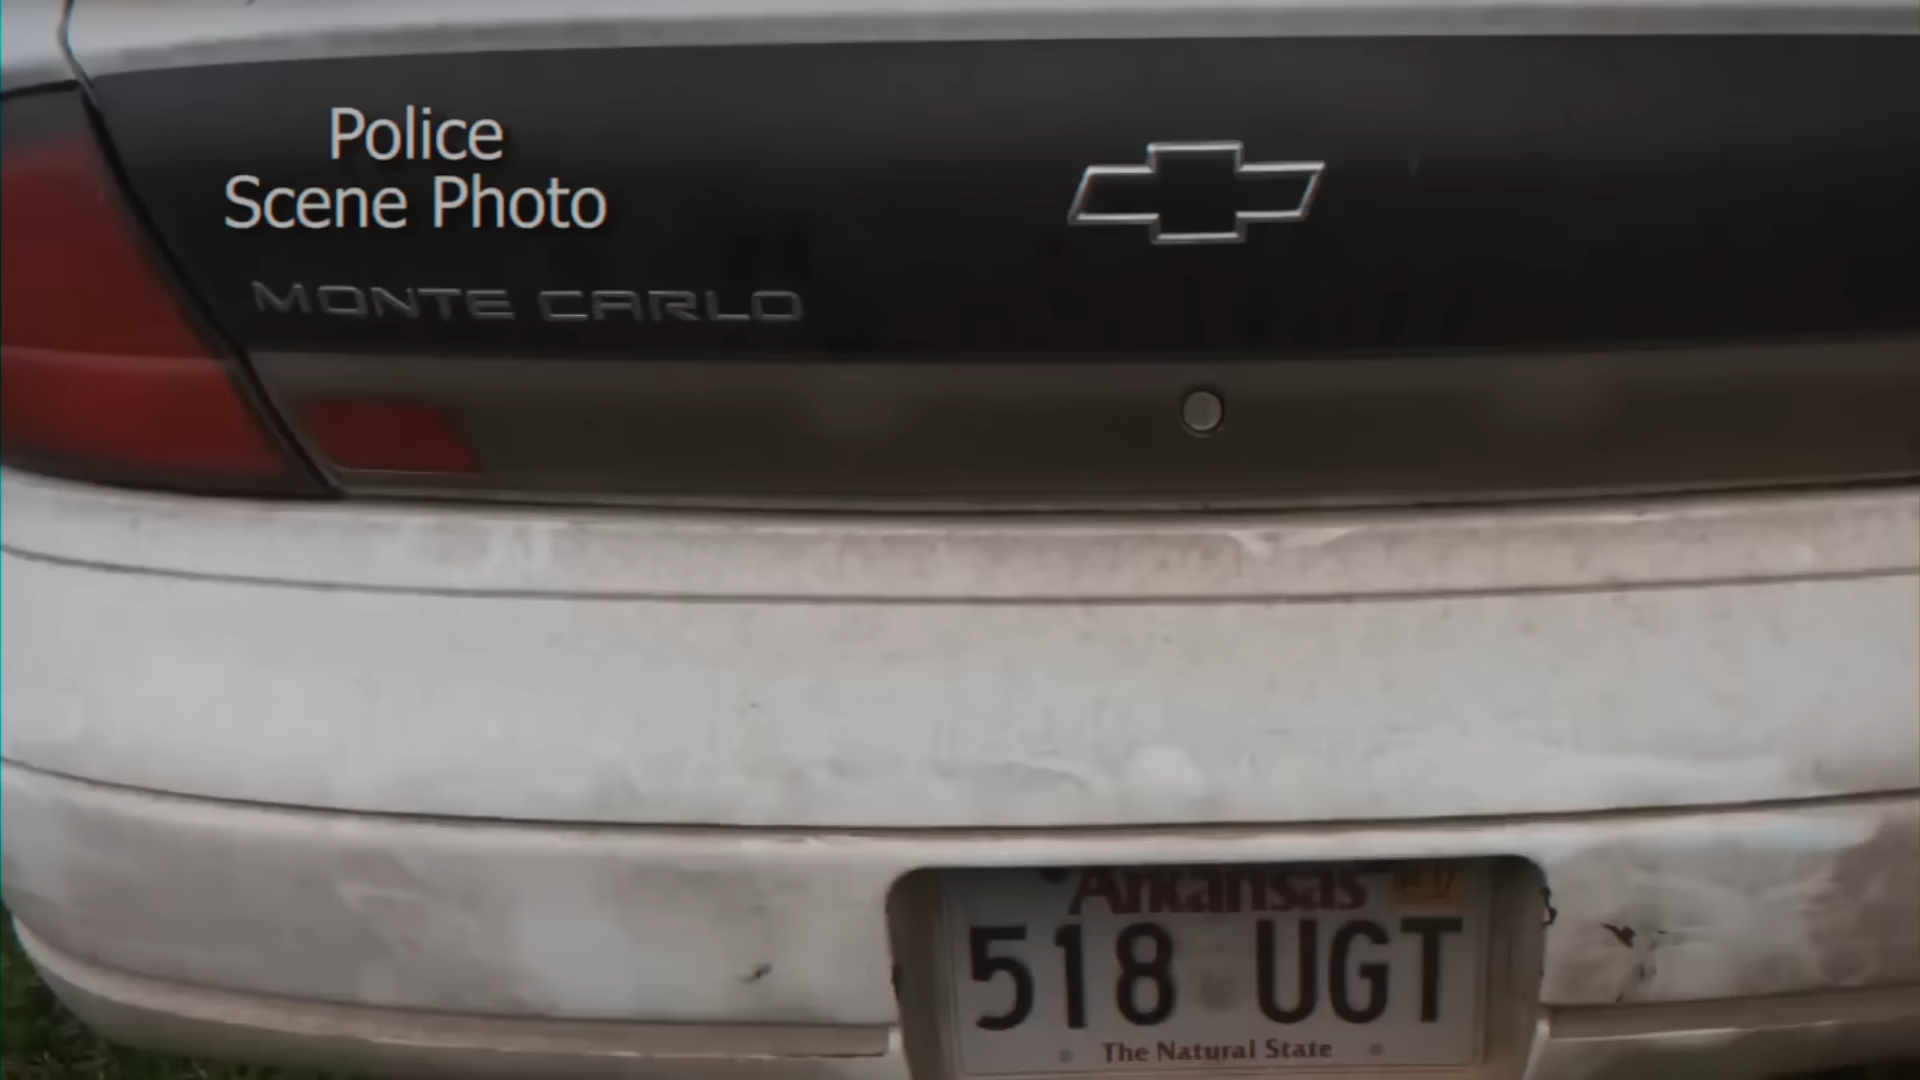 Police
Scene Photo
MONTE CARLO
Arkansas
518 UGT
The Natural State